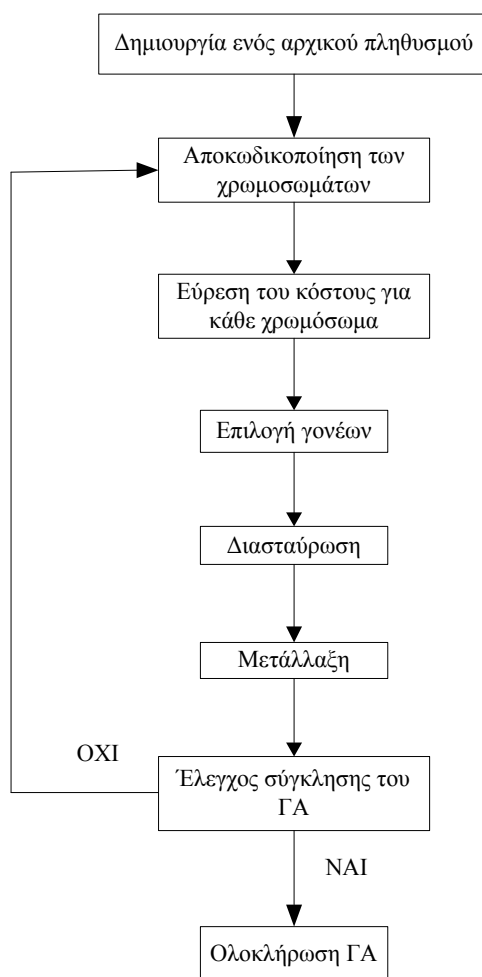 Δημιουργία ενός αρχικού πληθυσμού
Αποκωδικοποίηση των
χρωμοσωμάτων
Εύρεση του κόστους για
κάθε χρωμόσωμα
Επιλογή γονέων
Διασταύρωση
Μετάλλαξη
ΟΧΙ
Έλεγχος σύγκλησης του
ΓΑ
ΝΑΙ
Ολοκλήρωση ΓΑ